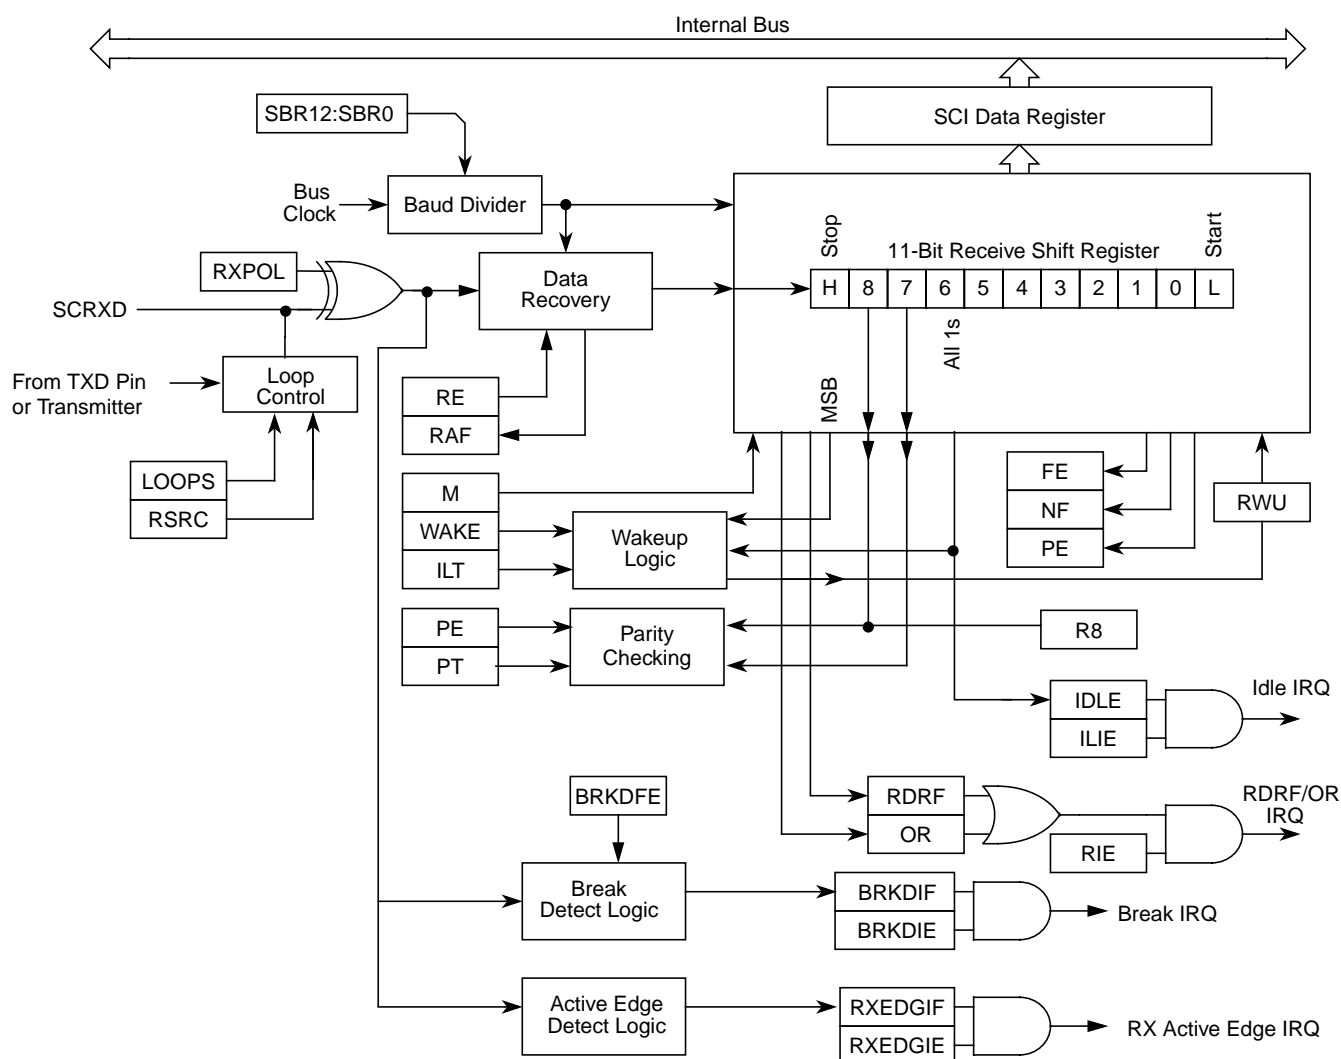 Internal Bus
SBR12:SBR0
SCI Data Register
Bus
Clock
Baud Divider
RXPOL
Data
Recovery
Stop
11-Bit Receive Shift Register
Start
H 8 7 6 5 4 3 2 1 0 L
SCRXD
All 1s
From TXD Pin
or Transmitter
Loop
Control
RE
RAF
MSB
LOOPS
RSRC
M
WAKE
ILT
Wakeup
Logic
FE
NF
PE
RWU
PE
PT
Parity
Checking
R8
IDLE
ILIE
Idle IRQ
BRKDFE
RDRF
OR
RIE
RDRF/OR
IRQ
Break
Detect Logic
BRKDIF
BRKDIE
Break IRQ
Active Edge
Detect Logic
RXEDGIF
RXEDGIE
RX Active Edge IRQ